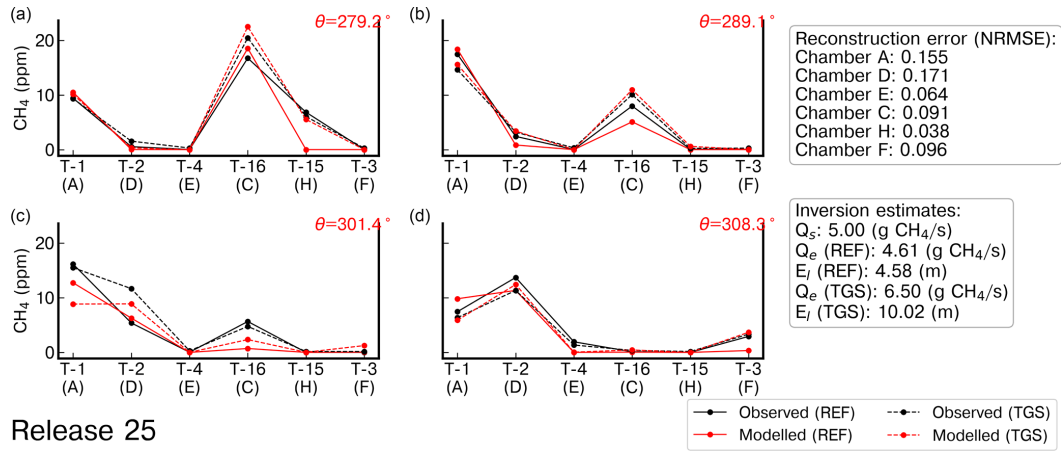 (a)
θ=279.2°
(b)
θ=289.1°
CH₄ (ppm)
20
10
0
T-1 T-2 T-4 T-16 T-15 T-3
(A) (D) (E) (C) (H) (F)
T-1 T-2 T-4 T-16 T-15 T-3
(A) (D) (E) (C) (H) (F)
Reconstruction error (NRMSE):
Chamber A: 0.155
Chamber D: 0.171
Chamber E: 0.064
Chamber C: 0.091
Chamber H: 0.038
Chamber F: 0.096
(c)
θ=301.4°
(d)
θ=308.3°
CH₄ (ppm)
20
10
0
T-1 T-2 T-4 T-16 T-15 T-3
(A) (D) (E) (C) (H) (F)
T-1 T-2 T-4 T-16 T-15 T-3
(A) (D) (E) (C) (H) (F)
Inversion estimates:
Qₛ: 5.00 (g CH₄/s)
Qₑ (REF): 4.61 (g CH₄/s)
Eₗ (REF): 4.58 (m)
Qₑ (TGS): 6.50 (g CH₄/s)
Eₗ (TGS): 10.02 (m)
Release 25
Observed (REF)
Modelled (REF)
Observed (TGS)
Modelled (TGS)